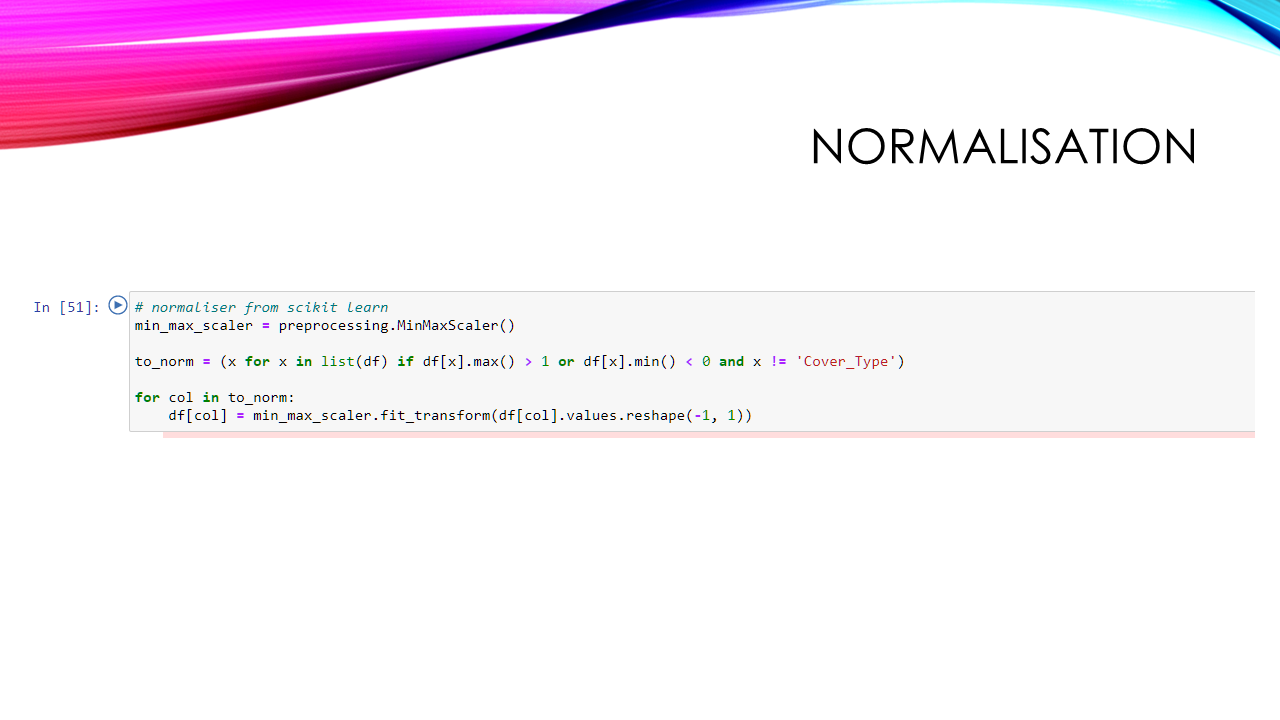 NORMALISATION
In [51]: # normaliser from scikit learn
min_max_scaler = preprocessing.MinMaxScaler()
to_norm = (x for x in list(df) if df[x].max() > 1 or df[x].min() < 0 and x != 'Cover_Type')
for col in to_norm:
    df[col] = min_max_scaler.fit_transform(df[col].values.reshape(-1, 1))